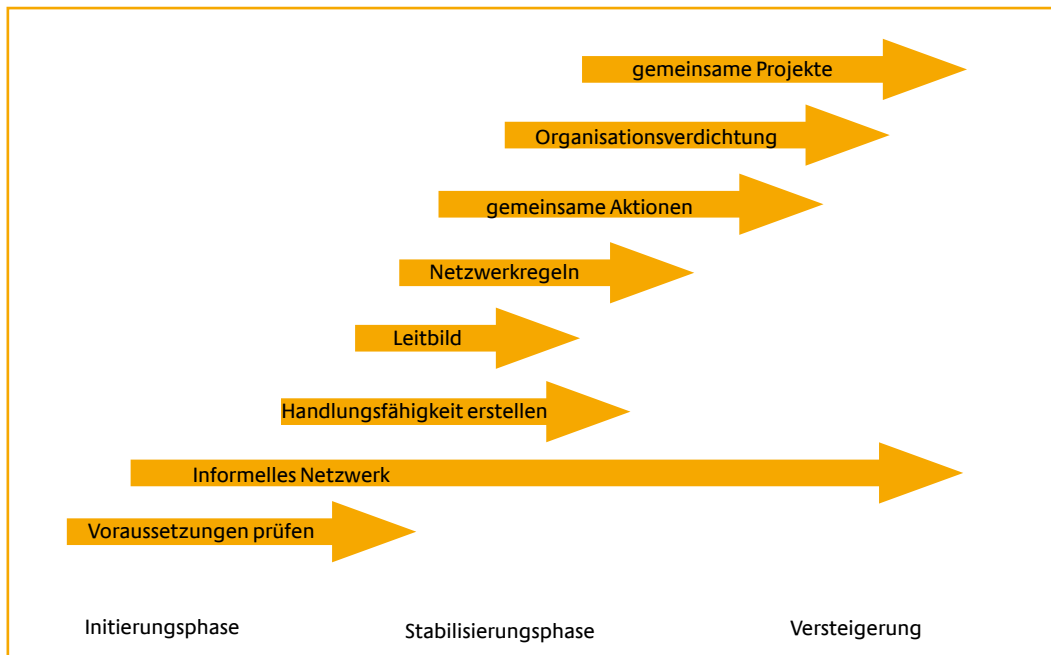 gemeinsame Projekte
Organisationsverdichtung
gemeinsame Aktionen
Netzwerkregeln
Leitbild
Handlungsfähigkeit erstellen
Informelles Netzwerk
Voraussetzungen prüfen
Initierungsphase
Stabilisierungsphase
Versteigerung